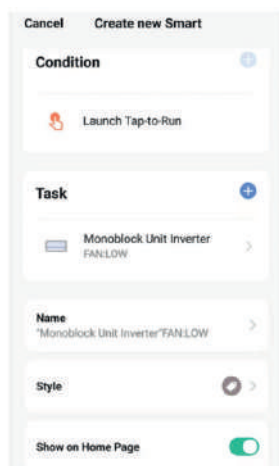 Cancel Create new Smart
Condition
Launch Tap-to-Run
Task
Monoblock Unit Inverter
FAN:LOW
Name
"Monoblock Unit Inverter"FAN:LOW
Style
Show on Home Page